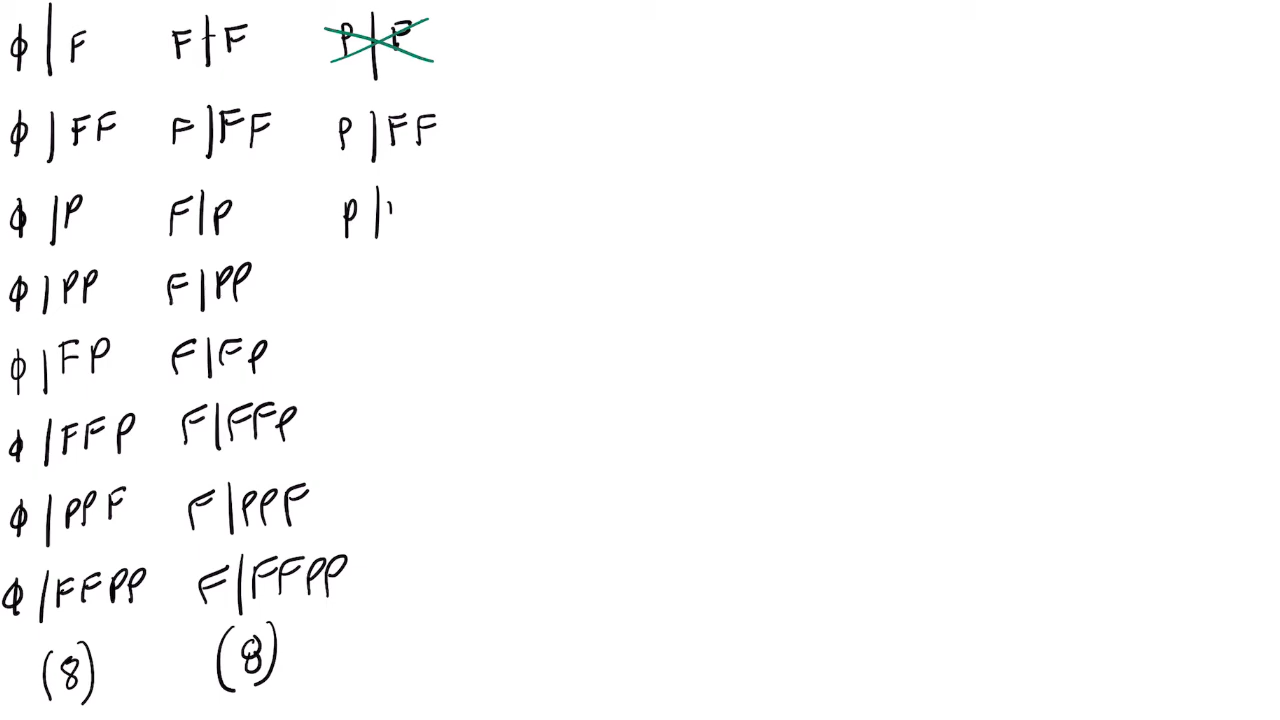 ϕ | F F | F P | F
ϕ | FF F | FF P | FF
ϕ | P F | P P |
ϕ | PP F | PP
ϕ | FP F | FP
ϕ | FFP F | FFP
ϕ | PPF F | PPF
ϕ | FFPP F | FFPP
(8) (8)